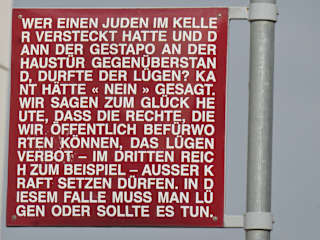 WER EINEN JUDEN IM KELLE
R VERSTECKT HATTE UND D
ANN DER GESTAPO AN DER
HAUSTÜR GEGENÜBERSTAN
D, DURFTE DER LÜGEN? KA
NT HÄTTE « NEIN » GESAGT.
WIR SAGEN ZUM GLÜCK HE
UTE, DASS DIE RECHTE, DIE
WIR ÖFFENTLICH BEFÜRWO
RTEN KÖNNEN, DAS LÜGEN
VERBOT – IM DRITTEN REIC
H ZUM BEISPIEL – AUSSER K
RAFT SETZEN DÜRFEN. IN D
IESEM FALLE MUSS MAN LÜ
GEN ODER SOLLTE ES TUN.